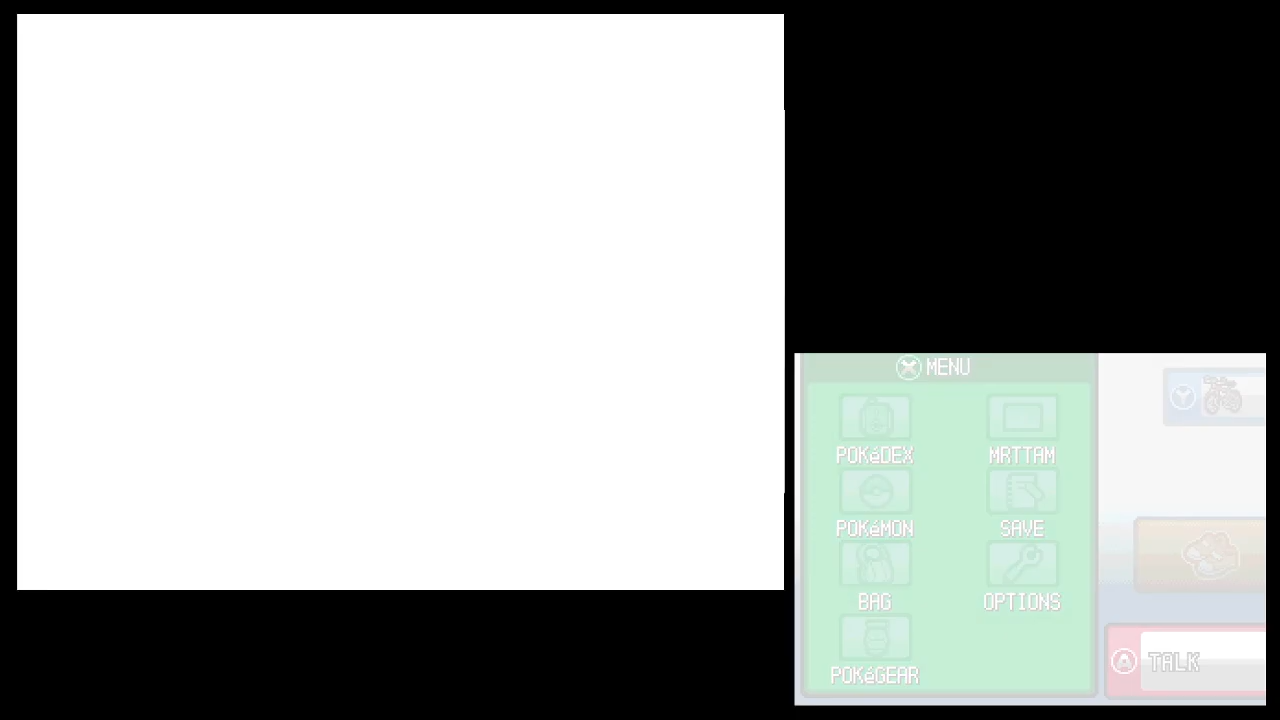 X MENU
Y
POKéDEX MRTTAM
POKéMON SAVE
BAG OPTIONS
POKéGEAR
A TALK